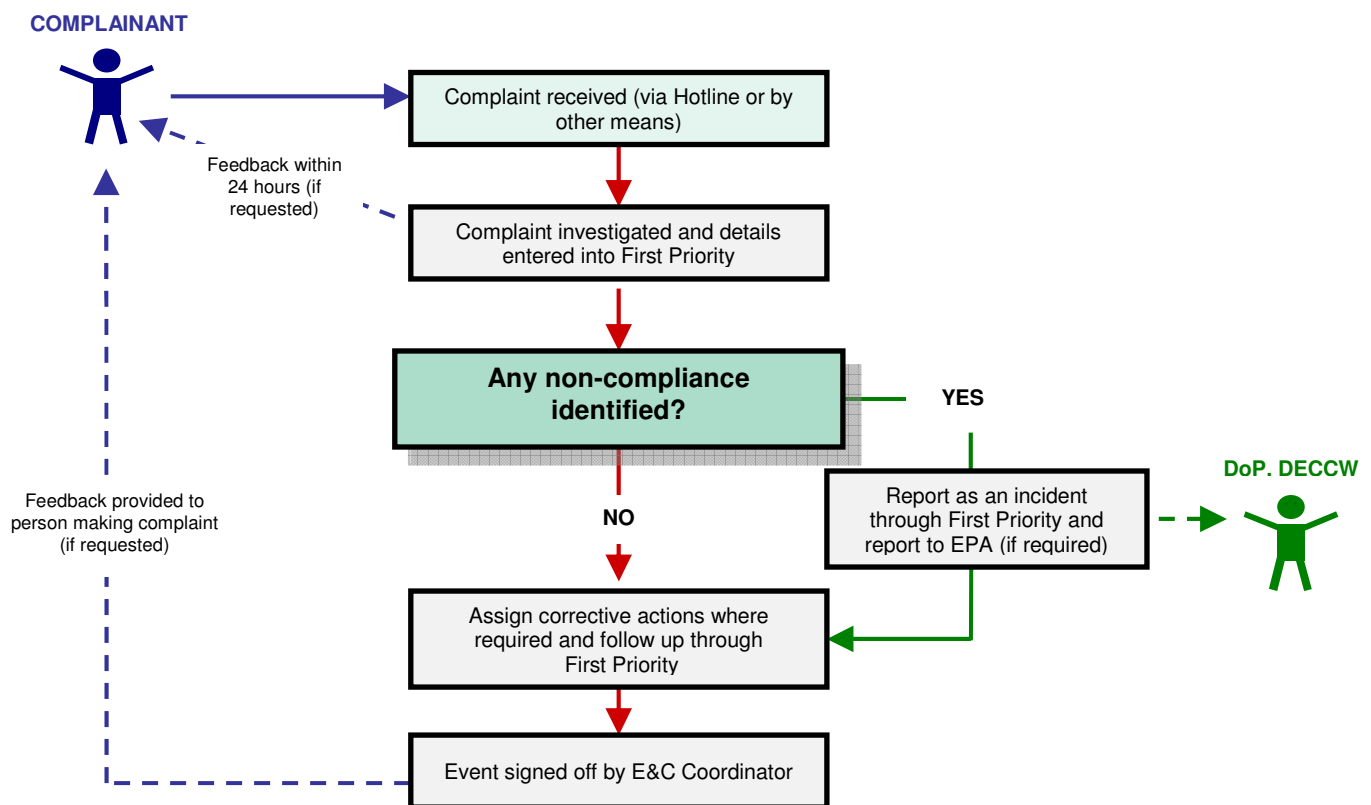 COMPLAINANT
Complaint received (via Hotline or by
other means)
Feedback within
24 hours (if
requested)
Complaint investigated and details
entered into First Priority
Any non-compliance
identified?
YES
DoP. DECCW
Report as an incident
through First Priority and
report to EPA (if required)
Feedback provided to
person making complaint
(if requested)
NO
Assign corrective actions where
required and follow up through
First Priority
Event signed off by E&C Coordinator